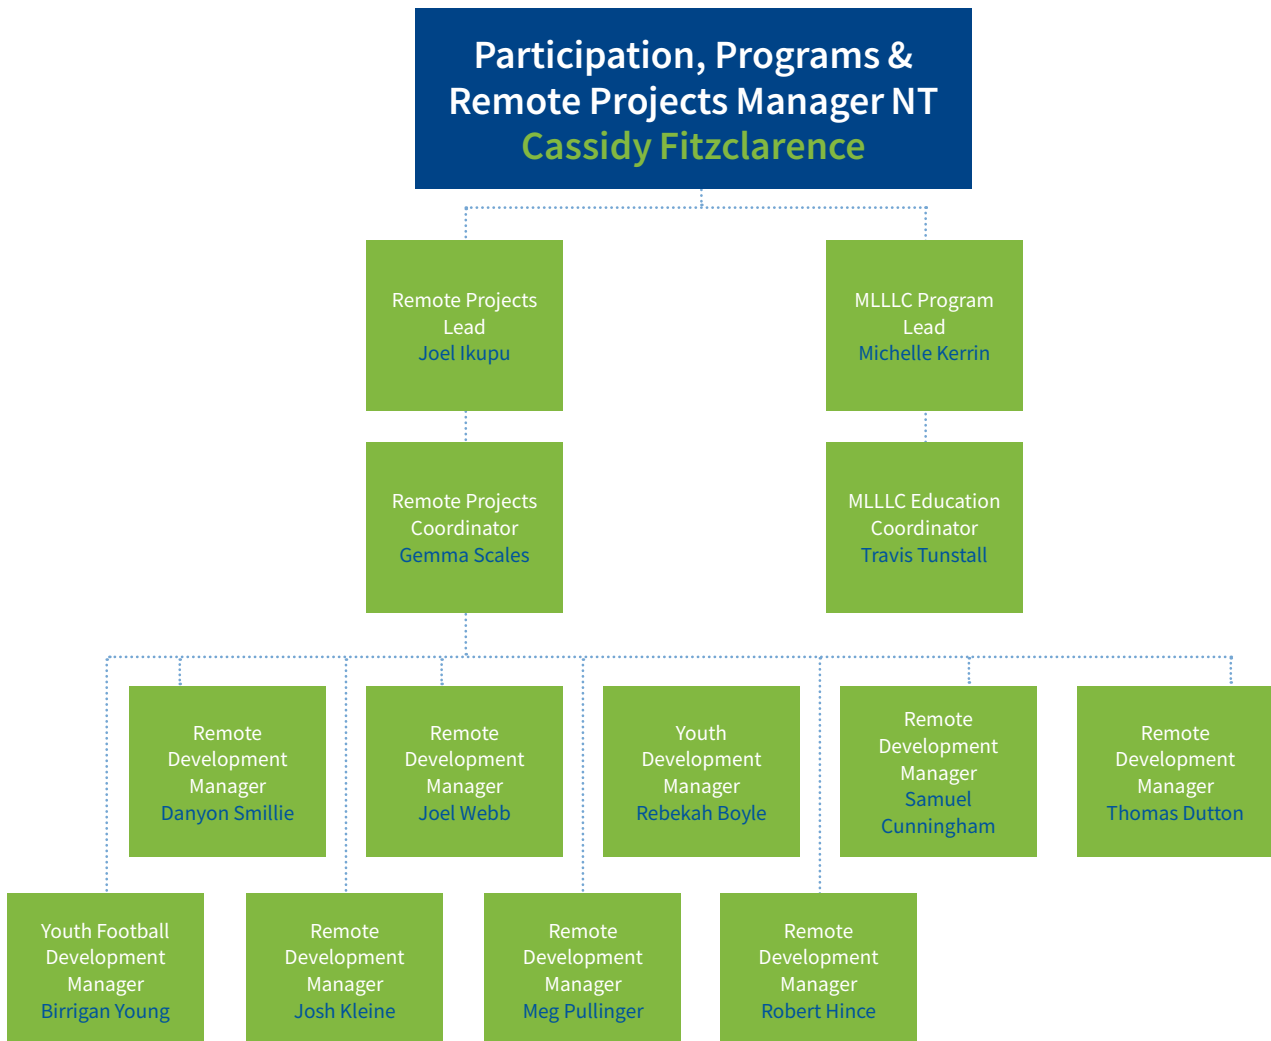 Participation, Programs &
Remote Projects Manager NT
Cassidy Fitzclarence
Remote Projects
Lead
Joel Ikupu
MLLLC Program
Lead
Michelle Kerrin
Remote Projects
Coordinator
Gemma Scales
MLLLC Education
Coordinator
Travis Tunstall
Remote
Development
Manager
Danyon Smillie
Remote
Development
Manager
Joel Webb
Youth
Development
Manager
Rebekah Boyle
Remote
Development
Manager
Samuel
Cunningham
Remote
Development
Manager
Thomas Dutton
Youth Football
Development
Manager
Birrigan Young
Remote
Development
Manager
Josh Kleine
Remote
Development
Manager
Meg Pullinger
Remote
Development
Manager
Robert Hince